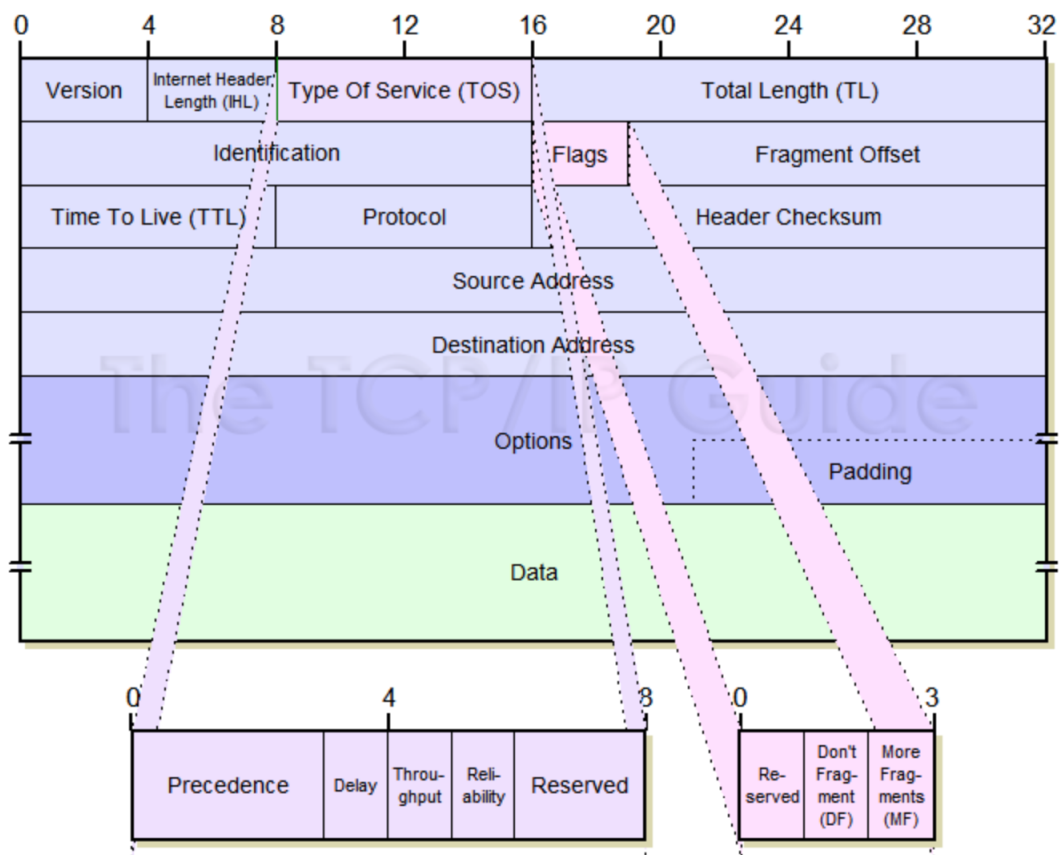 0 4 8 12 16 20 24 28 32
Version
Internet Header
Length (IHL)
Type Of Service (TOS)
Total Length (TL)
Identification
Flags
Fragment Offset
Time To Live (TTL)
Protocol
Header Checksum
Source Address
Destination Address
The TCP/IP Guide
Options
Padding
Data
0 4 8
Precedence
Delay
Throu-
ghput
Reli-
ability
Reserved
0 3
Re-
served
Don't
Frag-
ment
(DF)
More
Frag-
ments
(MF)